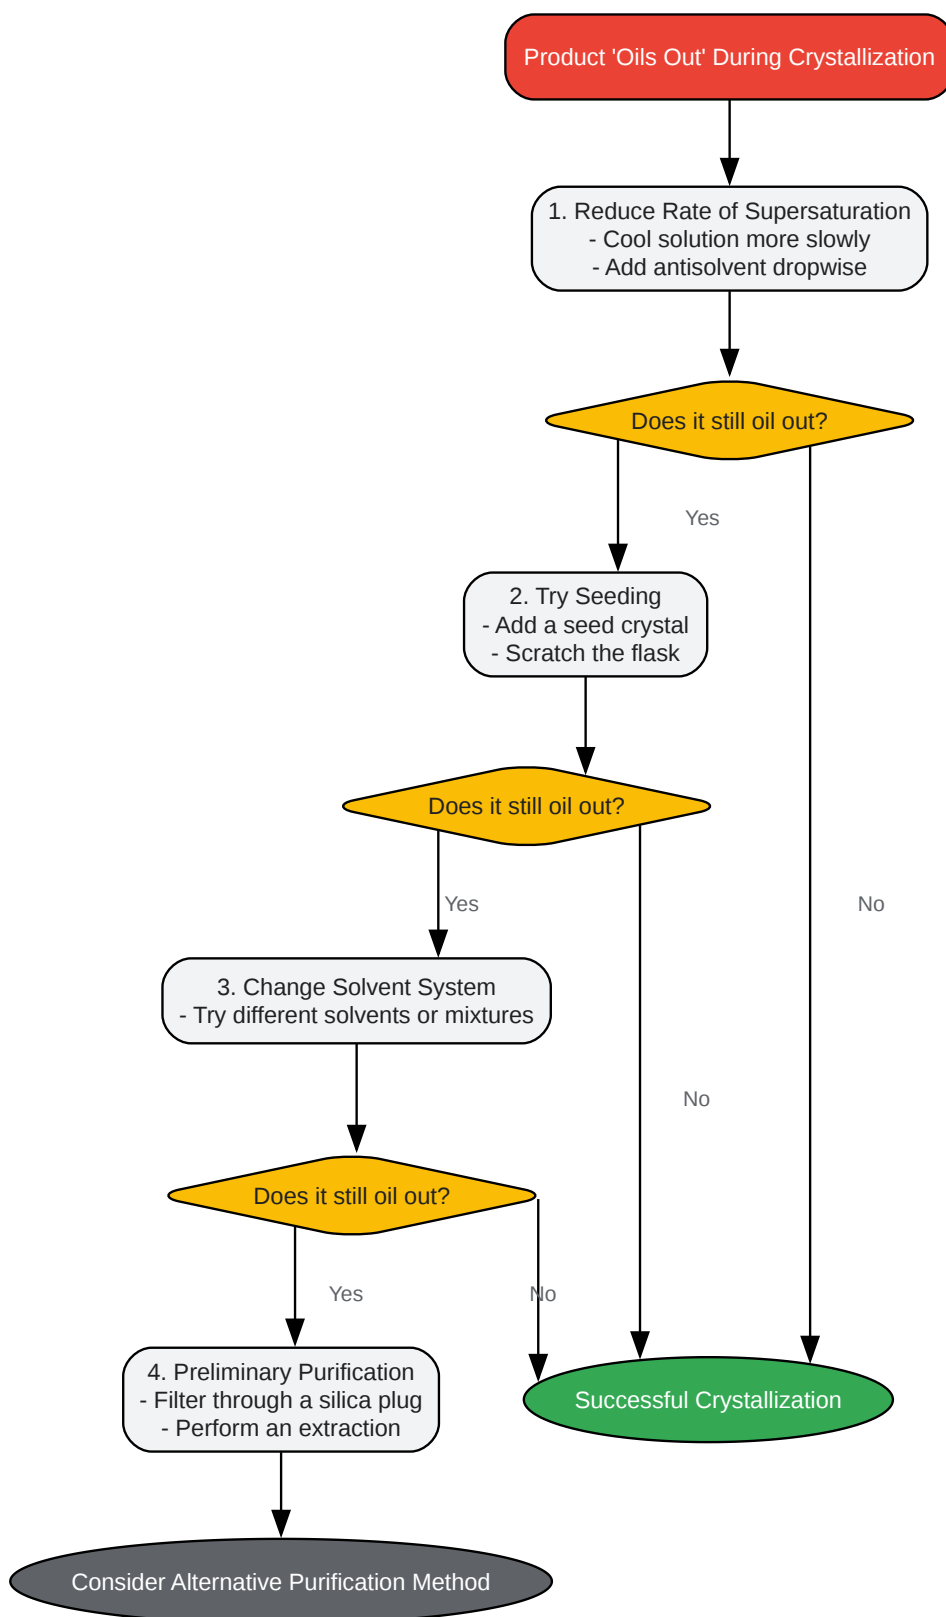 Product 'Oils Out' During Crystallization
1. Reduce Rate of Supersaturation
- Cool solution more slowly
- Add antisolvent dropwise
Does it still oil out?
Yes
2. Try Seeding
- Add a seed crystal
- Scratch the flask
Does it still oil out?
Yes
No
3. Change Solvent System
- Try different solvents or mixtures
No
Does it still oil out?
Yes
No
4. Preliminary Purification
- Filter through a silica plug
- Perform an extraction
Successful Crystallization
Consider Alternative Purification Method